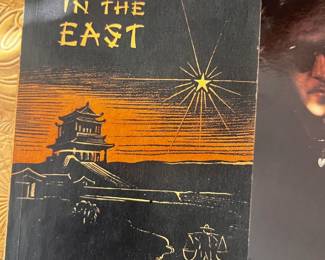 IN THE
EAST